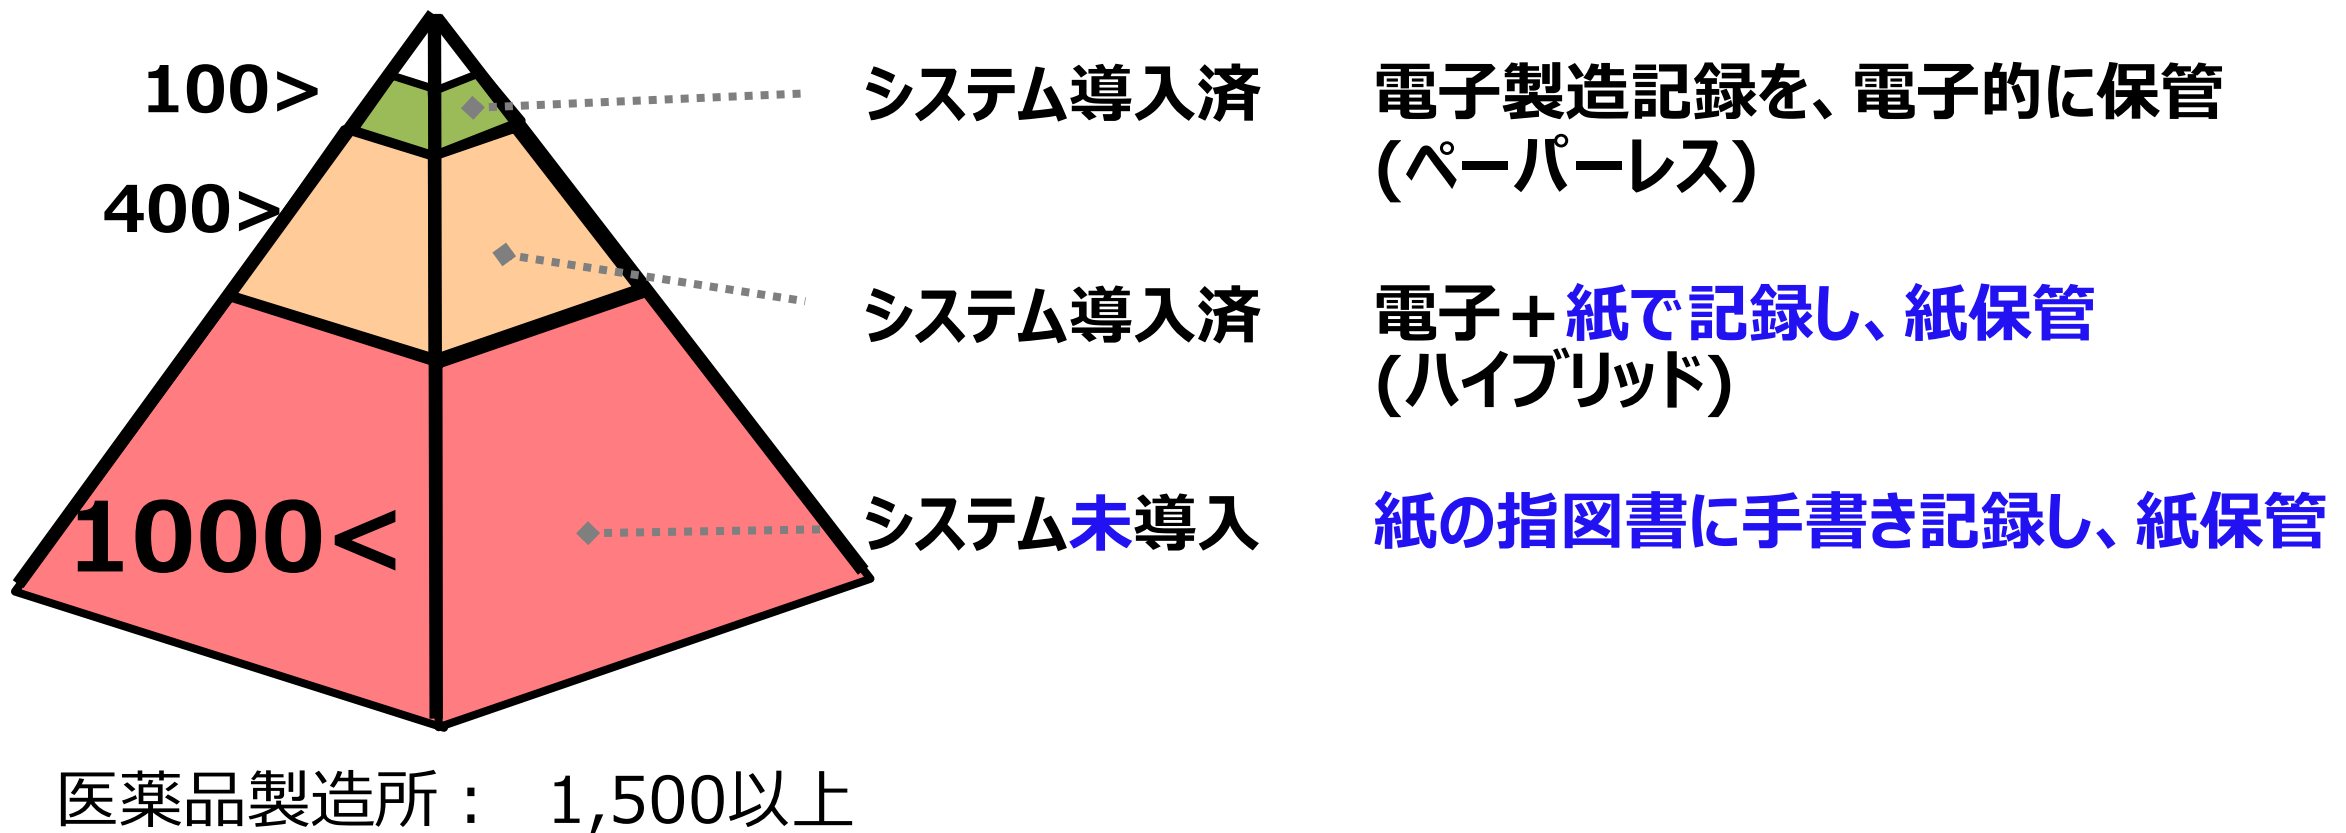 100> システム導入済 電子製造記録を、電子的に保管
(ペーパーレス)
400> システム導入済 電子+紙で記録し、紙保管
(ハイブリッド)
1000< システム未導入 紙の指図書に手書き記録し、紙保管
医薬品製造所: 1,500以上